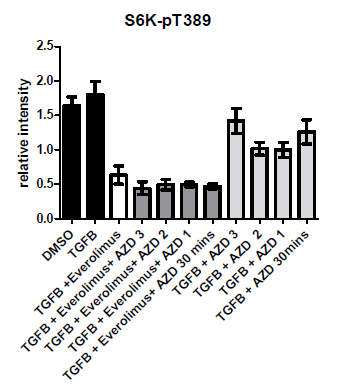 S6K-pT389
relative intensity
2.5
2.0
1.5
1.0
0.5
0.0
DMSO
TGFB
TGFB +Everolimus
TGFB + Everolimus+ AZD 3
TGFB + Everolimus+ AZD 2
TGFB + Everolimus+ AZD 1
TGFB + Everolimus+ AZD 30 mins
TGFB + AZD 3
TGFB + AZD 2
TGFB + AZD 1
TGFB + AZD 30mins